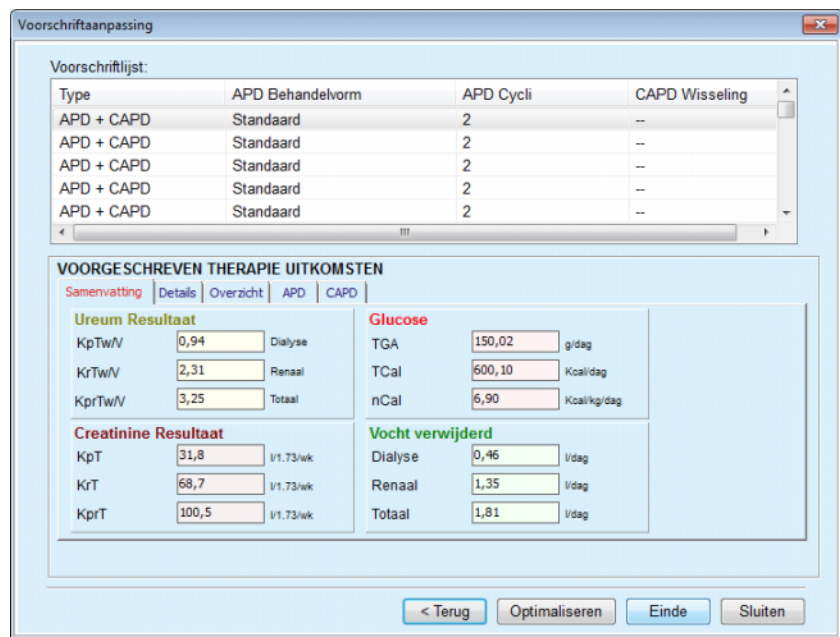 Voorschriftaanpassing
Voorschriftlijst:
Type APD Behandelvorm APD Cycli CAPD Wisseling
APD + CAPD Standaard 2 --
APD + CAPD Standaard 2 --
APD + CAPD Standaard 2 --
APD + CAPD Standaard 2 --
APD + CAPD Standaard 2 --
VOORGESCHREVEN THERAPIE UITKOMSTEN
Samenvatting Details Overzicht APD CAPD
Ureum Resultaat
KpTw/V 0,94 Dialyse
KrTw/V 2,31 Renaal
KprTw/V 3,25 Totaal
Glucose
TGA 150,02 g/dag
TCal 600,10 Kcal/dag
nCal 6,90 Kcal/kg/dag
Creatinine Resultaat
KpT 31,8 l/1.73/wk
KrT 68,7 l/1.73/wk
KprT 100,5 l/1.73/wk
Vocht verwijderd
Dialyse 0,46 l/dag
Renaal 1,35 l/dag
Totaal 1,81 l/dag
< Terug Optimaliseren Einde Sluiten